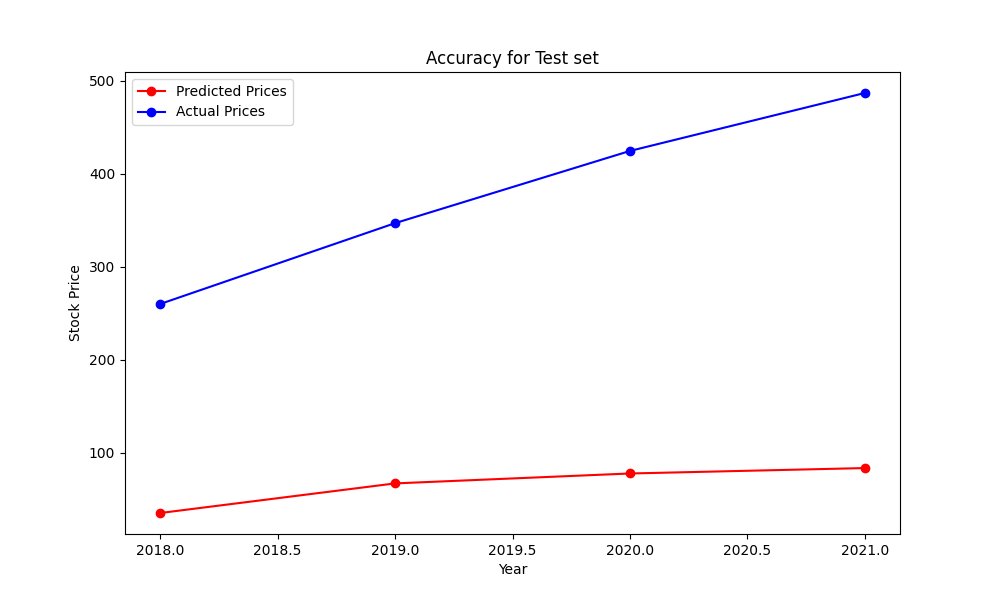 Accuracy for Test set
Predicted Prices
Actual Prices
500
400
300
200
100
Stock Price
2018.0
2018.5
2019.0
2019.5
2020.0
2020.5
2021.0
Year